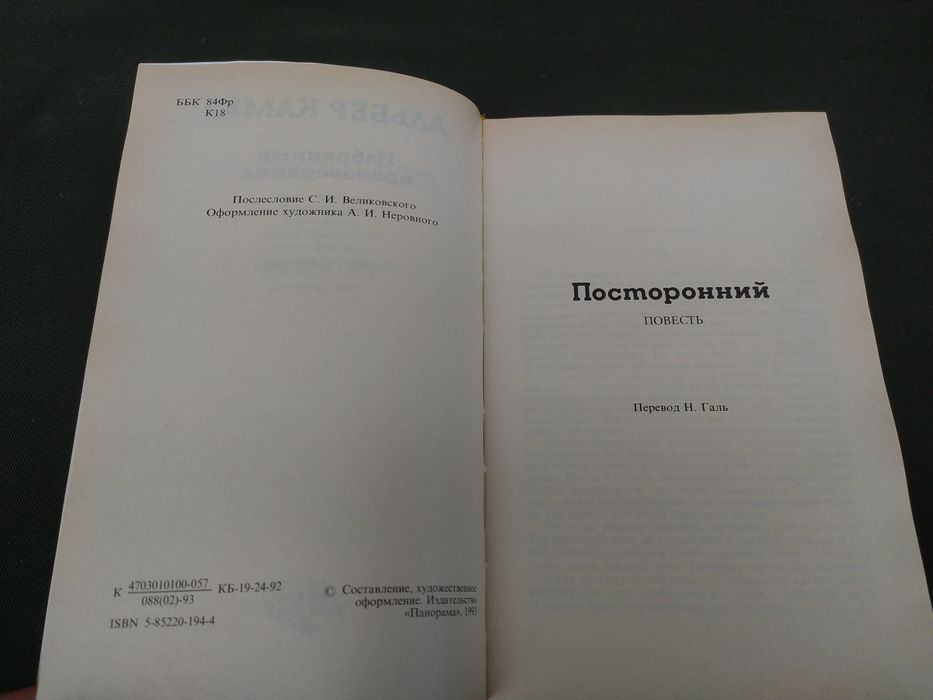 ББК 84Фр
К18
Послесловие С. И. Великовского
Оформление художника А. И. Неровного
К 4703010100-057 КБ-19-24-92
088(02)-93
ISBN 5-85220-194-4
© Составление, художественное
оформление. Издательство
«Панорама», 1993
Посторонний
ПОВЕСТЬ
Перевод Н. Галь